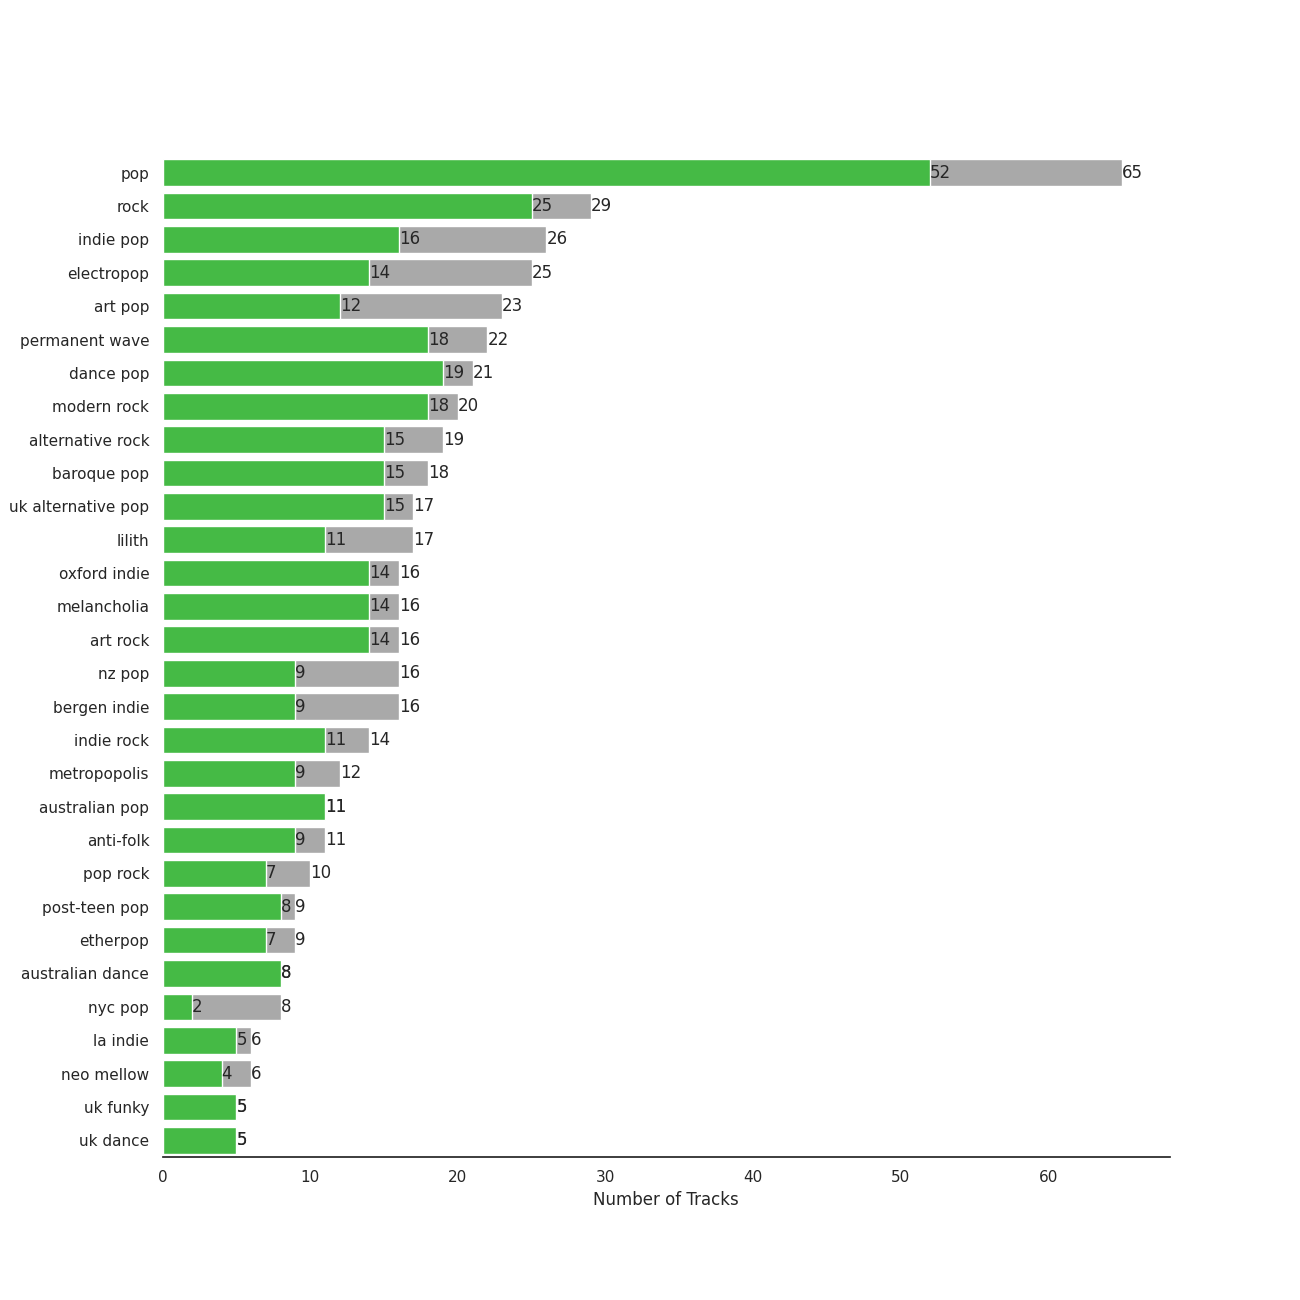 pop 52 65
rock 25 29
indie pop 16 26
electropop 14 25
art pop 12 23
permanent wave 18 22
dance pop 19 21
modern rock 18 20
alternative rock 15 19
baroque pop 15 18
uk alternative pop 15 17
lilith 11 17
oxford indie 14 16
melancholia 14 16
art rock 14 16
nz pop 9 16
bergen indie 9 16
indie rock 11 14
metropopolis 9 12
australian pop 11
anti-folk 9 11
pop rock 7 10
post-teen pop 8 9
etherpop 7 9
australian dance 8
nyc pop 2 8
la indie 5 6
neo mellow 4 6
uk funky 5
uk dance 5
0 10 20 30 40 50 60
Number of Tracks